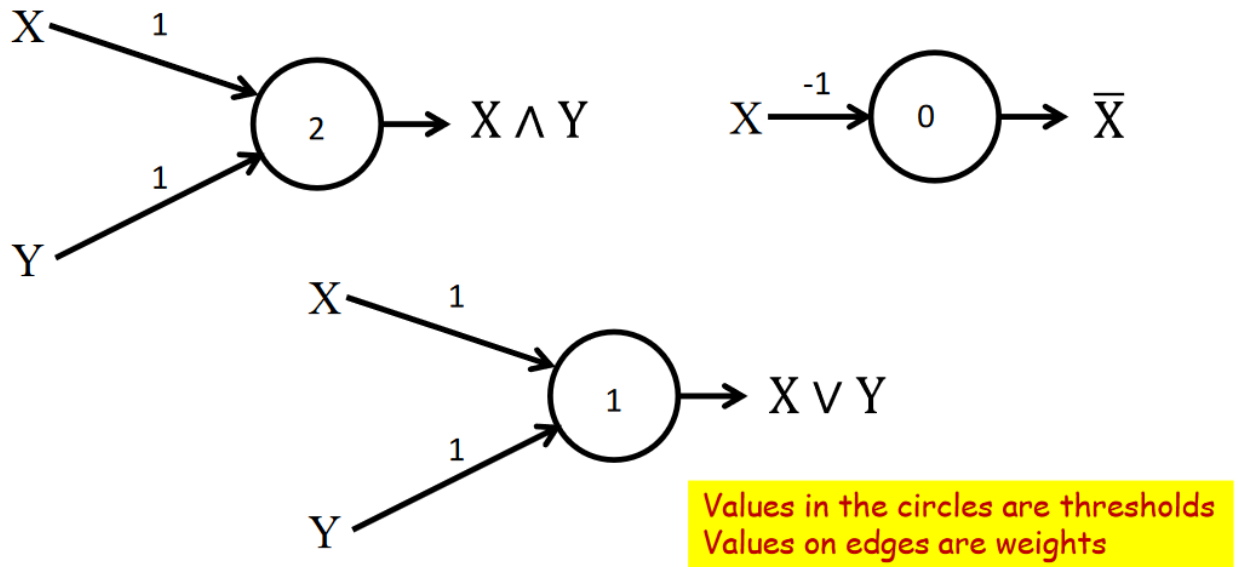 X 1
2 X ∧ Y
1
Y
X -1 0 X̅
X 1
1 X ∨ Y
1
Y
Values in the circles are thresholds
Values on edges are weights